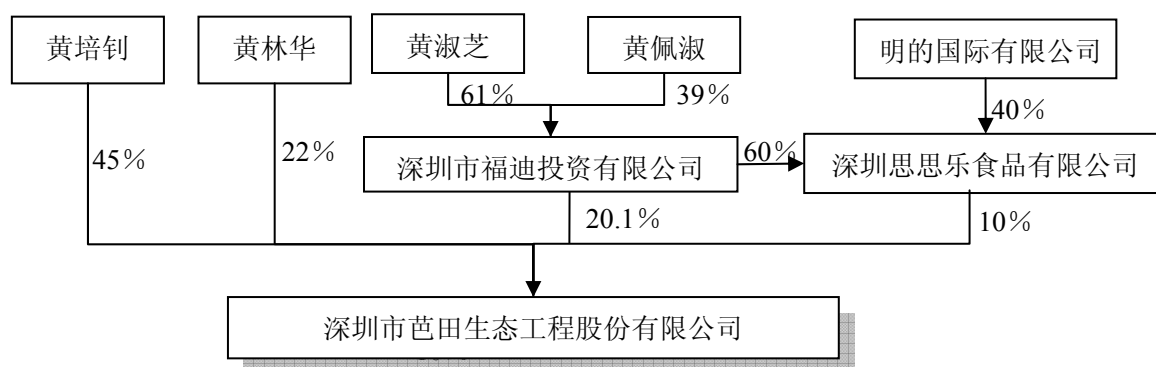 黄培钊
黄林华
黄淑芝
黄佩淑
明的国际有限公司
61%
39%
40%
45%
22%
深圳市福迪投资有限公司
60%
深圳思思乐食品有限公司
20.1%
10%
深圳市芭田生态工程股份有限公司